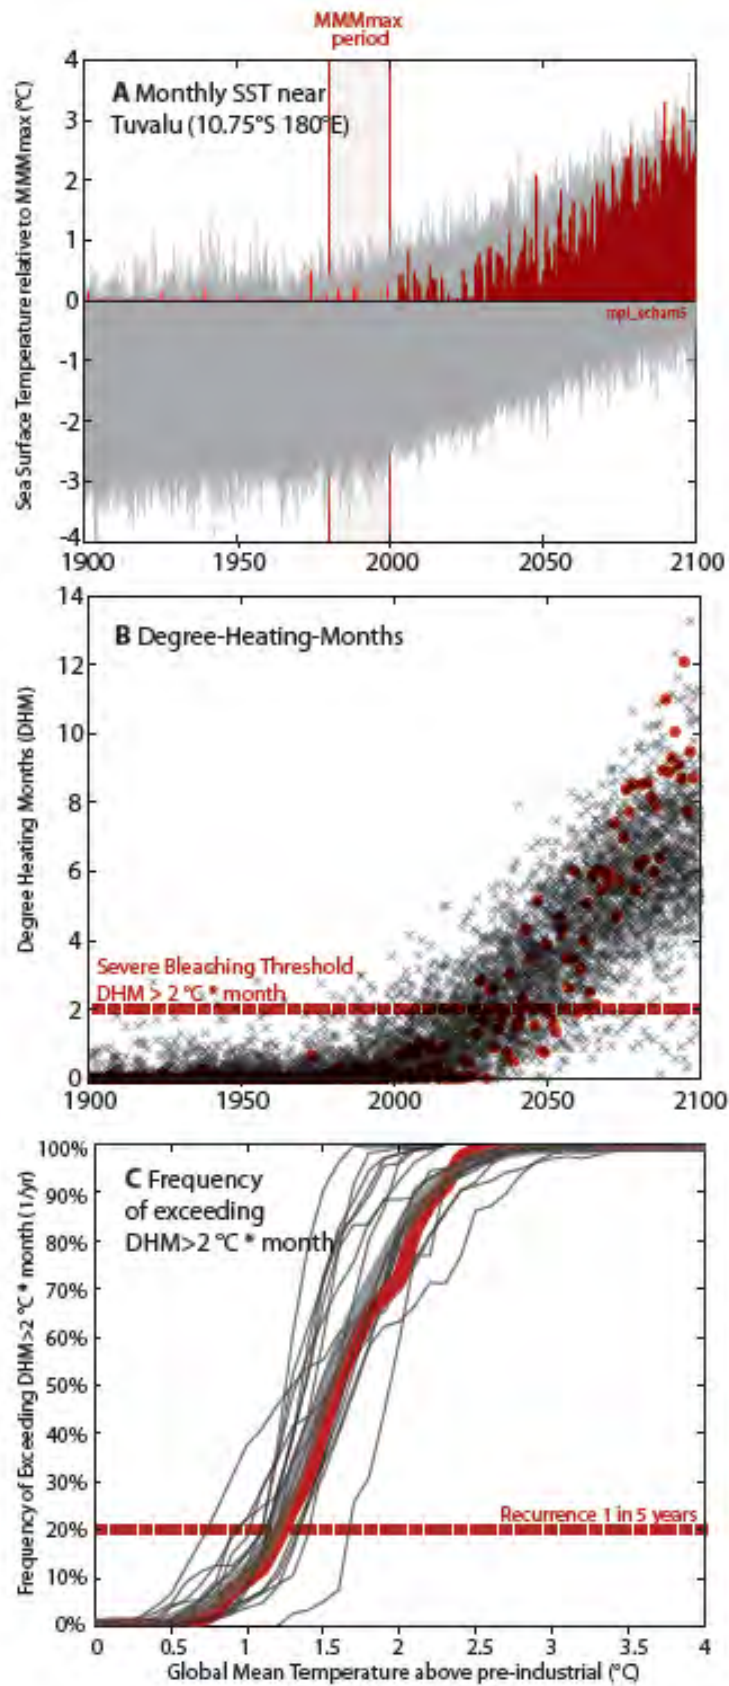 MMMmax
period
4
3
2
1
0
-1
-2
-3
-4
Sea Surface Temperature relative to MMMmax (°C)
A Monthly SST near
Tuvalu (10.75°S 180°E)
mpi_echam5
1900
1950
2000
2050
2100
14
12
10
8
6
4
2
0
Degree Heating Months (DHM)
B Degree-Heating-Months
Severe Bleaching Threshold
DHM > 2 °C * month
1900
1950
2000
2050
2100
100%
90%
80%
70%
60%
50%
40%
30%
20%
10%
0%
Frequency of Exceeding DHM>2 °C * month (1/yr)
C Frequency
of exceeding
DHM>2 °C * month
Recurrence 1 in 5 years
0
0.5
1
1.5
2
2.5
3
3.5
4
Global Mean Temperature above pre-industrial (°C)